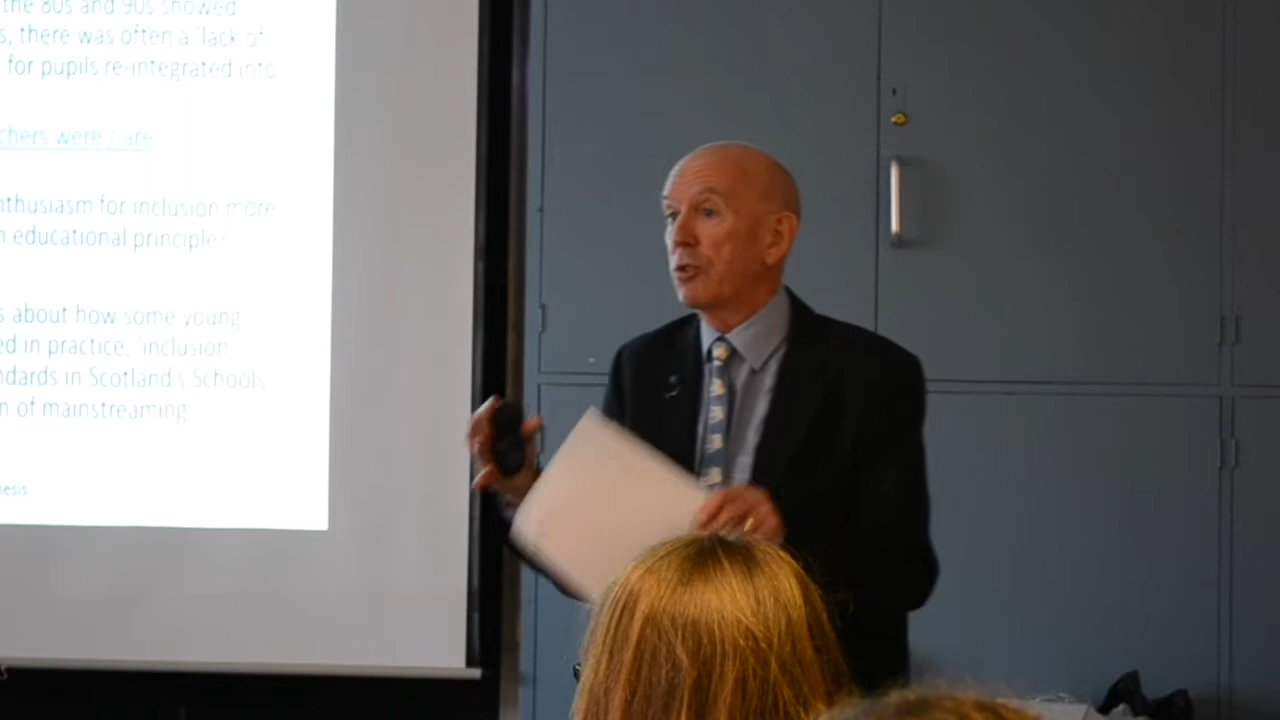 the 80s and 90s showed
s, there was often a 'lack of
for pupils re-integrated into
chers were / are
nthusiasm for inclusion more
n educational principle
s about how some young
ed in practice, 'inclusion
ndards in Scotland's Schools
n of mainstreaming
nesis